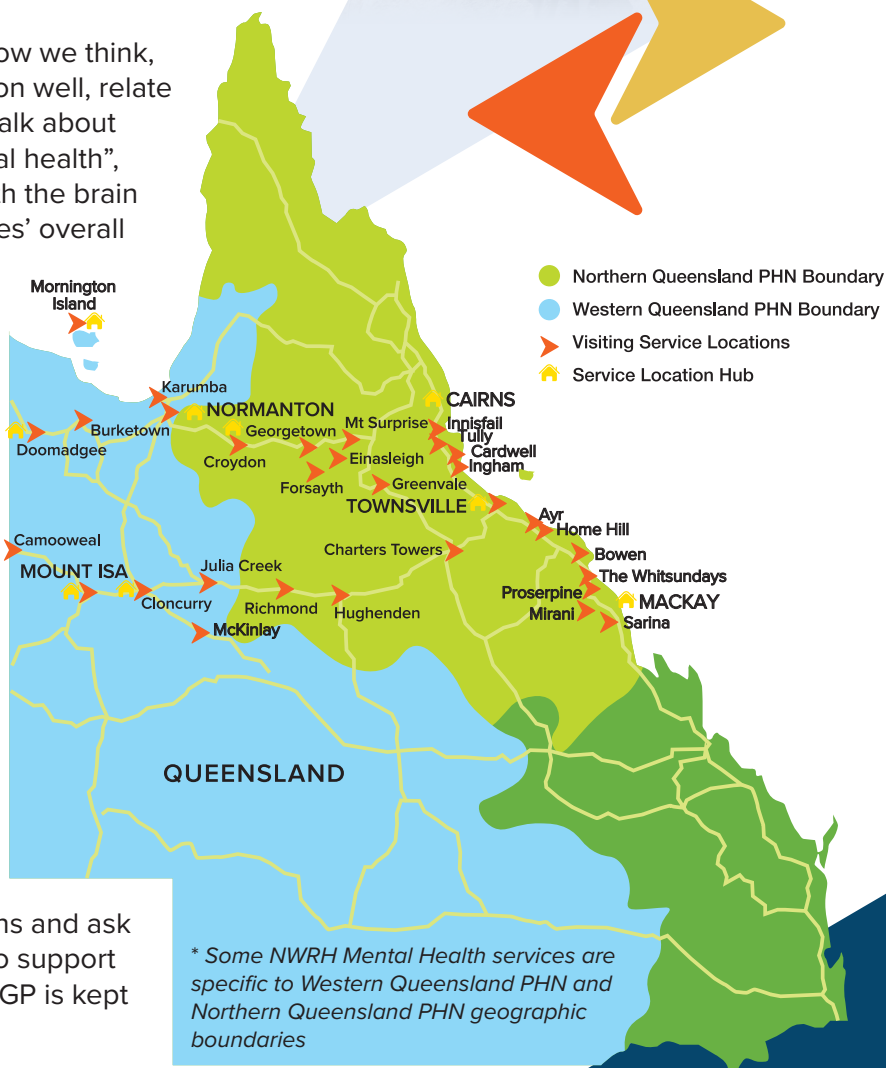 ow we think,
on well, relate
alk about
al health”,
th the brain
es’ overall
Northern Queensland PHN Boundary
Western Queensland PHN Boundary
Visiting Service Locations
Service Location Hub
Mornington
Island
Karumba
NORMANTON
Burketown
Doomadgee
Georgetown
Croydon
Mt Surprise
Einasleigh
Forsayth
Greenvale
CAIRNS
Innisfail
Tully
Cardwell
Ingham
TOWNSVILLE
Ayr
Home Hill
Charters Towers
Bowen
The Whitsundays
Proserpine
MACKAY
Mirani
Sarina
Camooweal
MOUNT ISA
Cloncurry
Julia Creek
Richmond
Hughenden
McKinlay
QUEENSLAND
ns and ask
o support
GP is kept
* Some NWRH Mental Health services are
specific to Western Queensland PHN and
Northern Queensland PHN geographic
boundaries